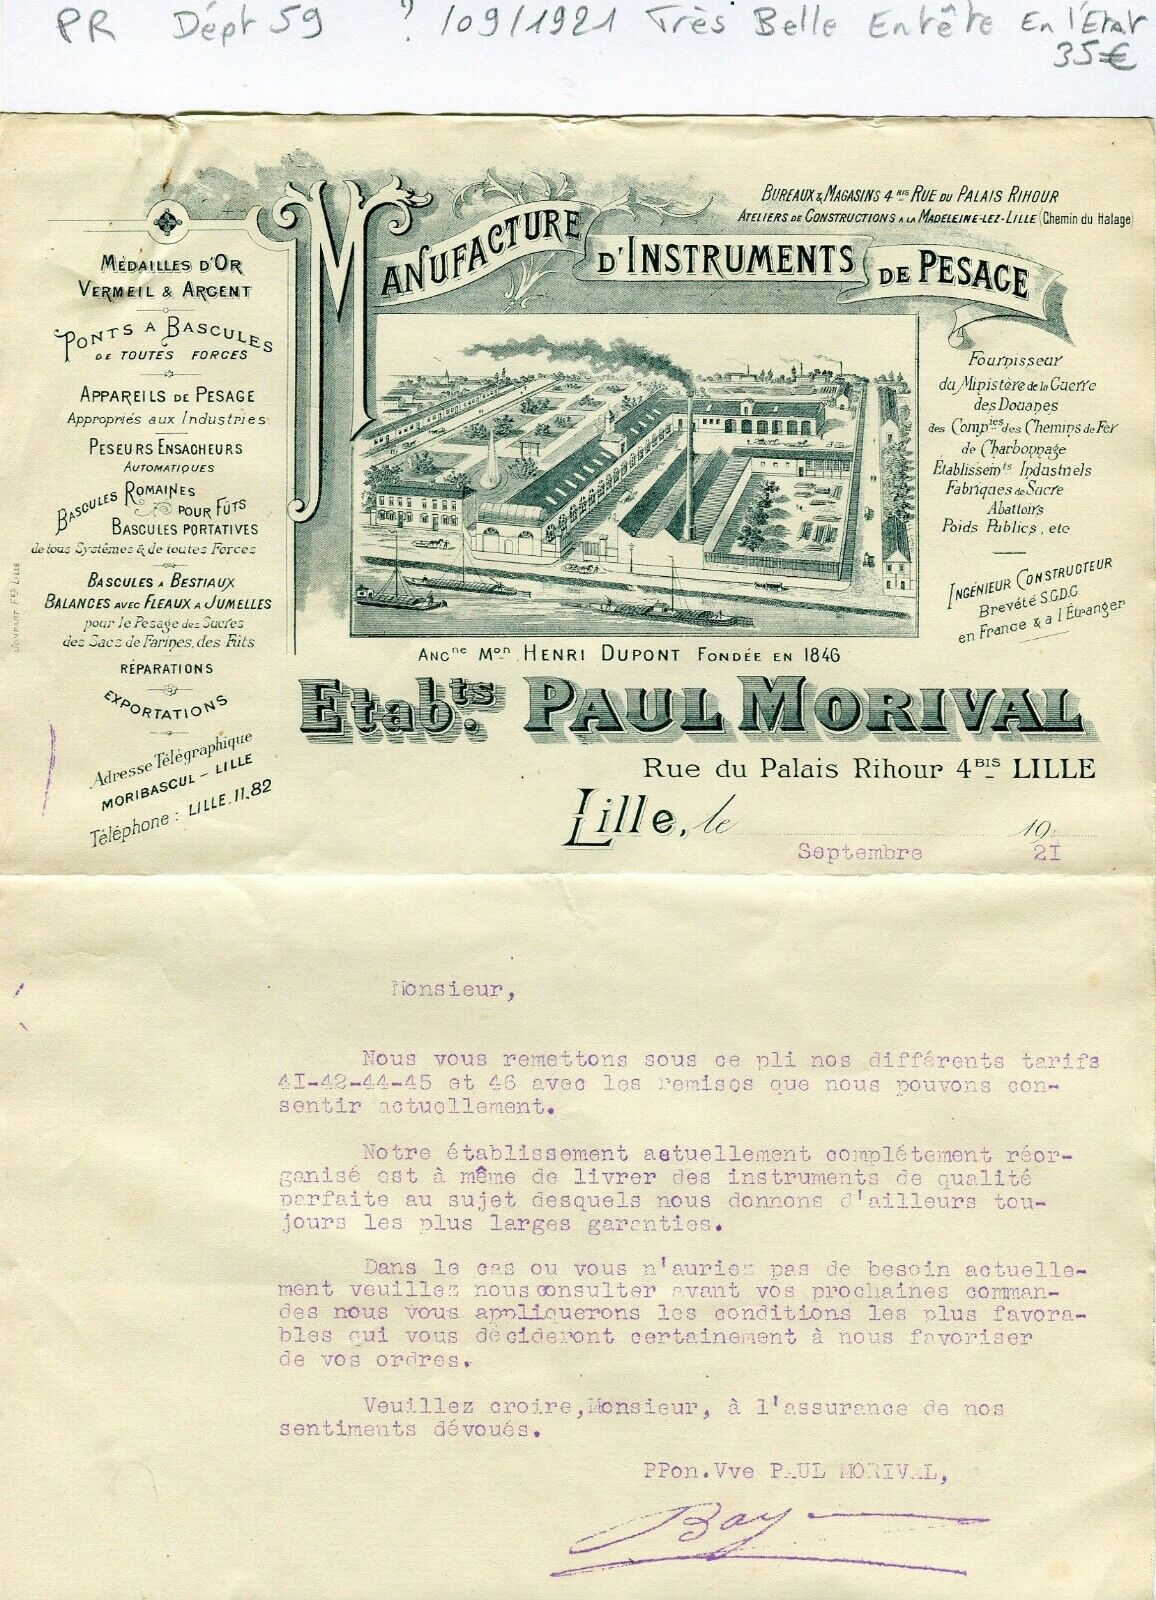 PR Dépt 59 ? /09/1921 Très Belle Entête En l'Etat
35€
BUREAUX & MAGASINS 4 BIS RUE DU PALAIS RIHOUR
ATELIERS DE CONSTRUCTIONS A LA MADELEINE-LEZ-LILLE (Chemin du Halage)
MANUFACTURE D'INSTRUMENTS DE PESAGE
MÉDAILLES D'OR
VERMEIL & ARGENT
PONTS A BASCULES
DE TOUTES FORCES
APPAREILS DE PESAGE
Appropriés aux Industries
PESEURS ENSACHEURS
AUTOMATIQUES
BASCULES ROMAINES
POUR FÛTS
BASCULES PORTATIVES
de tous Systêmes & de toutes Forces
BASCULES A BESTIAUX
BALANCES AVEC FLEAUX A JUMELLES
pour le Pesage des Sucres
des Sacs de Farines, des Fûts
RÉPARATIONS
EXPORTATIONS
Adresse Télégraphique
MORIBASCUL - LILLE
Téléphone : LILLE.11.82
Fournisseur
du Ministère de la Guerre
des Douanes
des Comptes des Chemins de Fer
de Charbonnage
Établissemts Industriels
Fabriques de Sucre
Abattoirs
Poids Publics, etc
INGÉNIEUR CONSTRUCTEUR
Breveté S.G.D.G
en France & à l'Étranger
ANCne Mon HENRI DUPONT FONDÉE EN 1846
Etabts. PAUL MORIVAL
Rue du Palais Rihour 4 BIS LILLE
Lille, le 19
Septembre 2I
Monsieur,
Nous vous remettons sous ce pli nos différents tarifs
4I-42-44-45 et 46 avec les remises que nous pouvons con-
sentir actuellement.
Notre établissement actuellement complétement réor-
ganisé est à même de livrer des instruments de qualité
parfaite au sujet desquels nous donnons d'ailleurs tou-
jours les plus larges garanties.
Dans le cas ou vous n'auriez pas de besoin actuelle-
ment veuillez nous consulter avant vos prochaines comman-
des nous vous appliquerons les conditions les plus favora-
bles qui vous décideront certainement à nous favoriser
de vos ordres.
Veuillez croire, Monsieur, à l'assurance de nos
sentiments dévoués.
PPon. Vve PAUL MORIVAL,
Bay